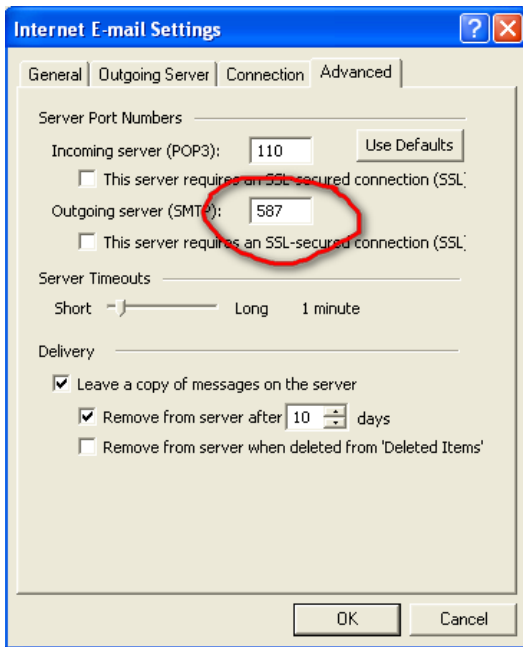 Internet E-mail Settings
General Outgoing Server Connection Advanced
Server Port Numbers
Incoming server (POP3): 110 Use Defaults
This server requires an SSL-secured connection (SSL)
Outgoing server (SMTP): 587
This server requires an SSL-secured connection (SSL)
Server Timeouts
Short Long 1 minute
Delivery
Leave a copy of messages on the server
Remove from server after 10 days
Remove from server when deleted from 'Deleted Items'
OK Cancel